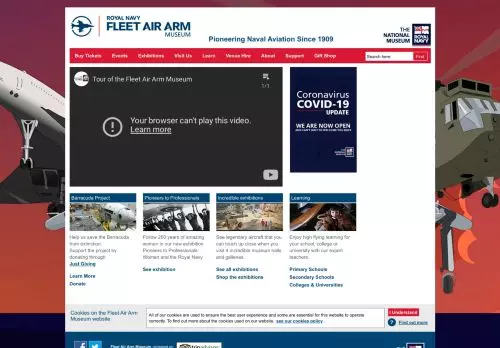 ROYAL NAVY
FLEET AIR ARM
MUSEUM
Pioneering Naval Aviation Since 1909
THE
NATIONAL
MUSEUM
ROYAL
NAVY
Buy Tickets Events Exhibitions Visit Us Learn Venue Hire About Support Gift Shop
Search here
Find
Tour of the Fleet Air Arm Museum
1/1
Your browser can't play this video.
Learn more
Coronavirus
COVID-19
UPDATE
WE ARE NOW OPEN
Barracuda Project
Help us save the Barracuda
from extinction.
Support the project by
donating through
Just Giving
Learn More
Donate
Pioneers to Professionals
Follow 250 years of amazing
women in our new exhibition
Pioneers to Professionals:
Women and the Royal Navy
See exhibition
Incredible exhibitions
See legendary aircraft that you
can touch up close when you
visit 4 incredible museum halls
and galleries.
See all exhibitions
Shop the exhibitions
Learning
Enjoy high flying learning for
your school, college or
university with our expert
teachers.
Primary Schools
Secondary Schools
Colleges & Universities
Cookies on the Fleet Air Arm
Museum website
All of our cookies are used to ensure the best user experience and some are essential for this website to operate
correctly. To find out more about the cookies used on our website, see our cookies policy.
I Understand
Find out more
Fleet Air Arm Museum
tripadvisor